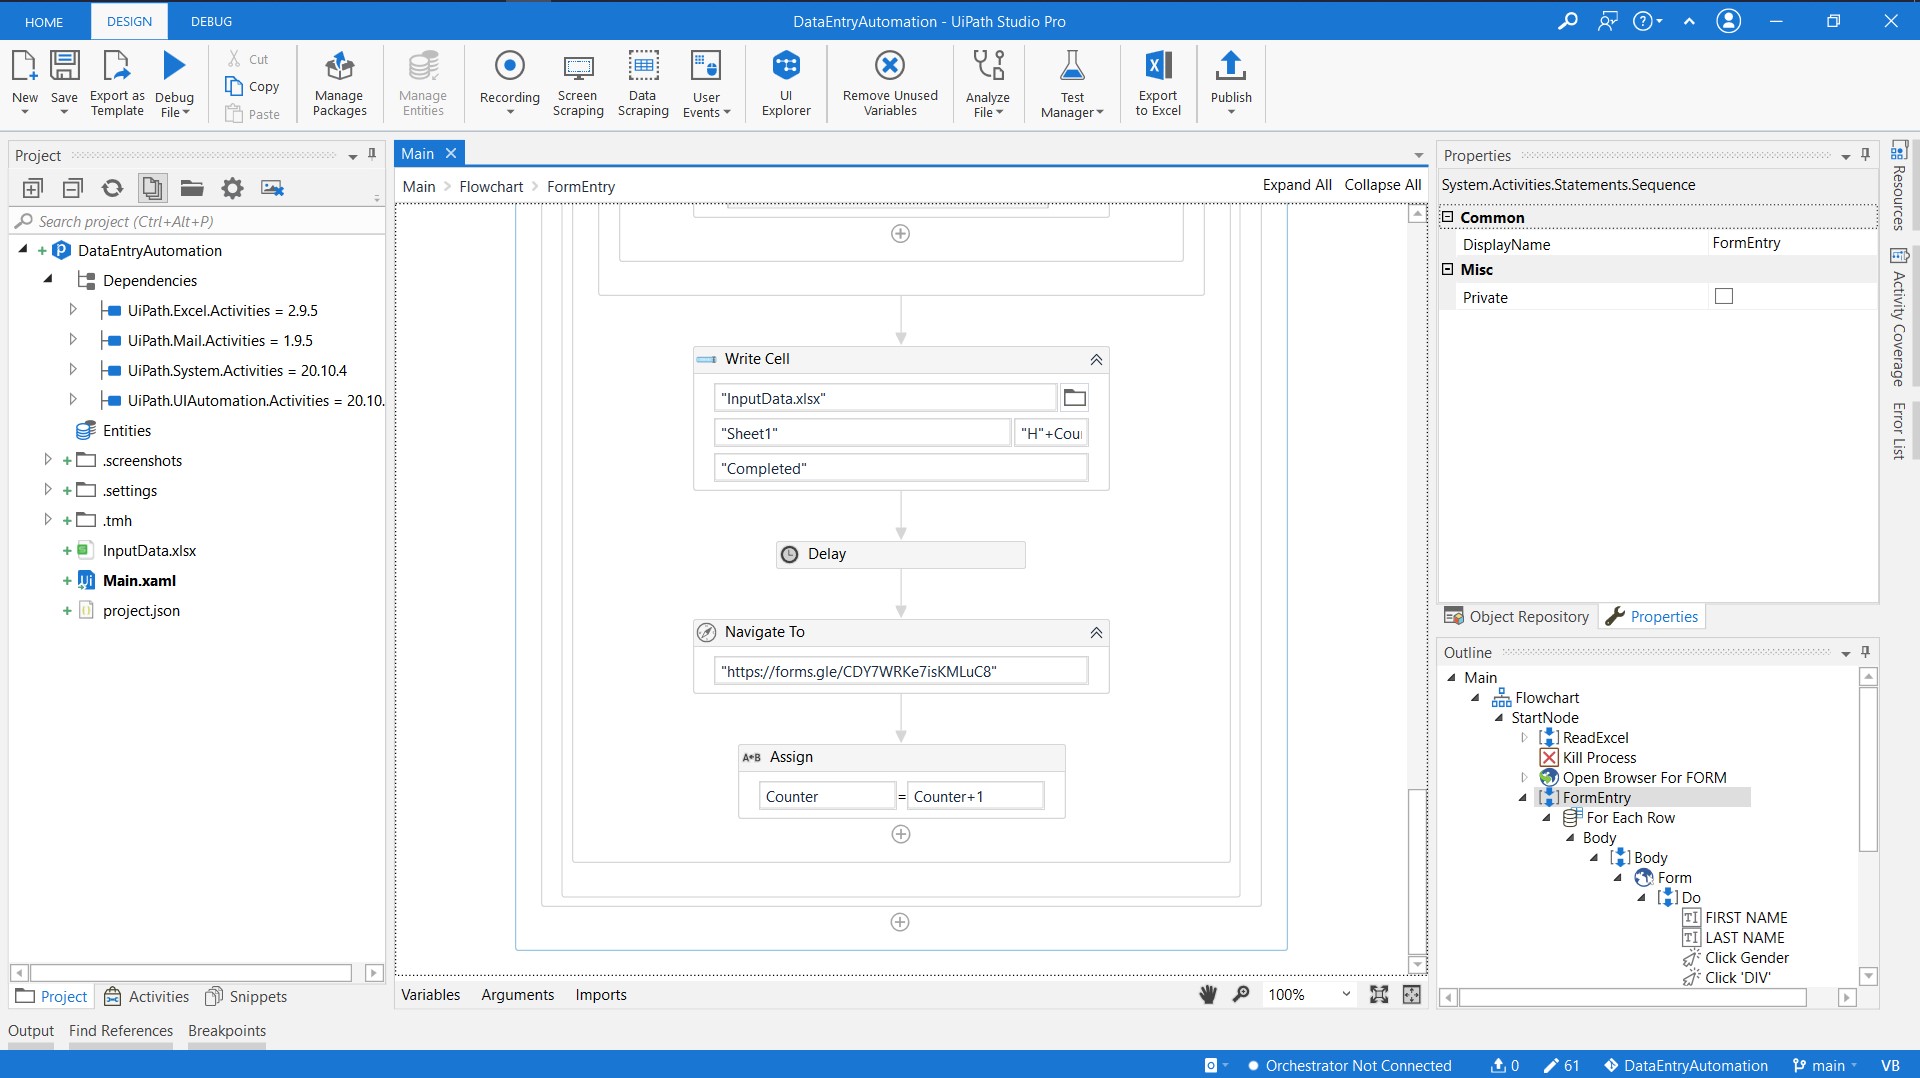 HOME DESIGN DEBUG DataEntryAutomation - UiPath Studio Pro
New Save Export as Template Debug File Cut Copy Paste Manage Packages Manage Entities Recording Screen Scraping Data Scraping User Events UI Explorer Remove Unused Variables Analyze File Test Manager Export to Excel Publish
Project
Search project (Ctrl+Alt+P)
DataEntryAutomation
Dependencies
UiPath.Excel.Activities = 2.9.5
UiPath.Mail.Activities = 1.9.5
UiPath.System.Activities = 20.10.4
UiPath.UIAutomation.Activities = 20.10.
Entities
.screenshots
.settings
.tmh
InputData.xlsx
Main.xaml
project.json
Project Activities Snippets
Main
Main > Flowchart > FormEntry Expand All Collapse All
Write Cell
"InputData.xlsx"
"Sheet1" "H"+Cou
"Completed"
Delay
Navigate To
"https://forms.gle/CDY7WRKe7isKMLuC8"
A+B Assign
Counter = Counter+1
Variables Arguments Imports 100%
Properties
System.Activities.Statements.Sequence
Common
DisplayName FormEntry
Misc
Private
Object Repository Properties
Outline
Main
Flowchart
StartNode
ReadExcel
Kill Process
Open Browser For FORM
FormEntry
For Each Row
Body
Body
Form
Do
FIRST NAME
LAST NAME
Click Gender
Click 'DIV'
Resources
Activity Coverage
Error List
Output Find References Breakpoints
Orchestrator Not Connected 0 61 DataEntryAutomation main VB